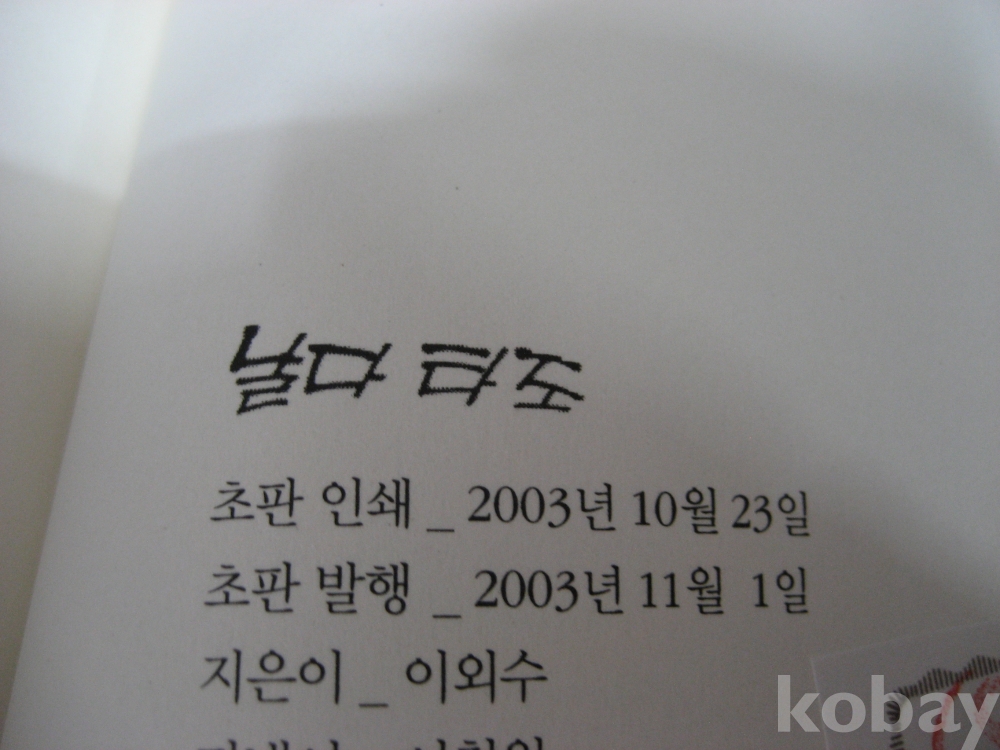 날다 타조
초판 인쇄 _ 2003년 10월 23일
초판 발행 _ 2003년 11월 1일
지은이 _ 이외수
kobay